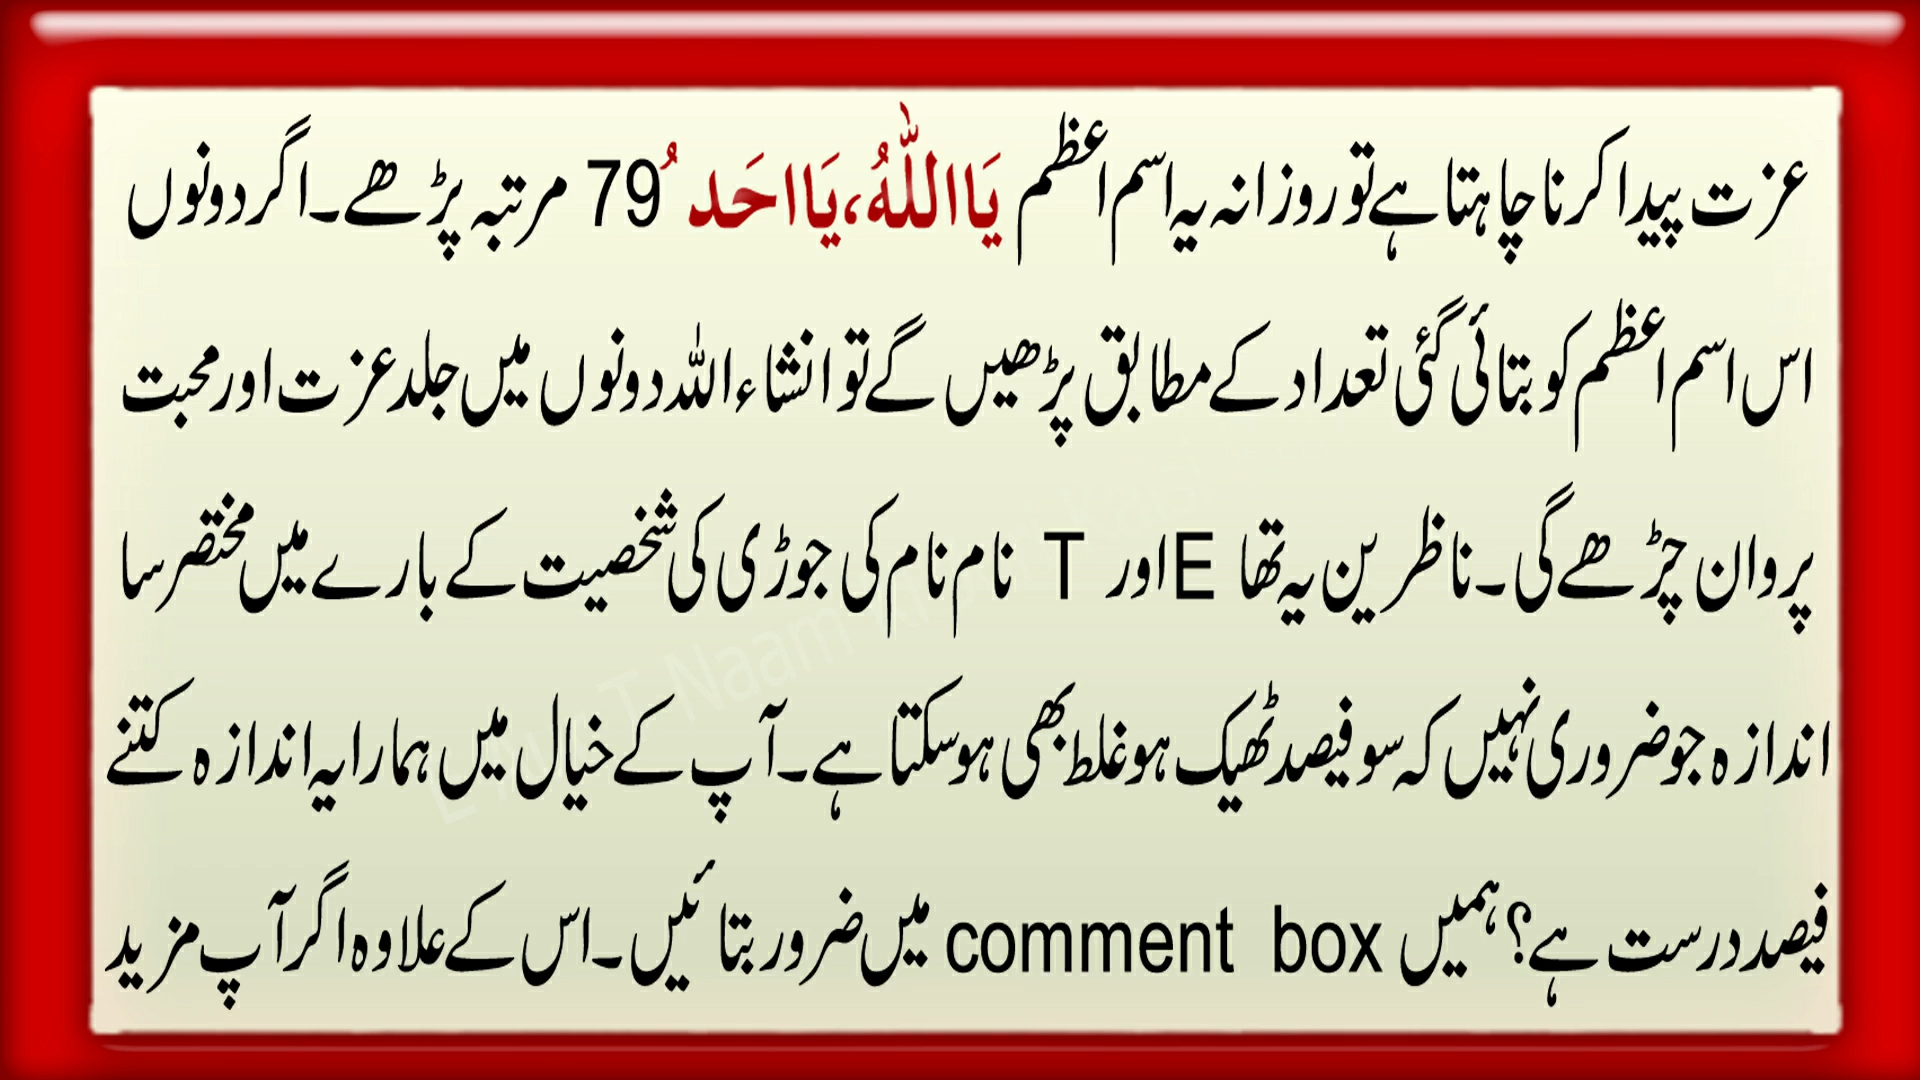 عزت پیدا کرنا چاہتا ہے تو روزانہ یہ اسم اعظم یَااللّٰہُ،یَااحَدُ 79 مرتبہ پڑھے۔اگر دونوں
اس اسم اعظم کو بتائی گئی تعداد کے مطابق پڑھیں گے تو انشاء اللہ دونوں میں جلد عزت اور محبت
پروان چڑھے گی۔ناظرین یہ تھا E اور T نام نام کی جوڑی کی شخصیت کے بارے میں مختصر سا
اندازہ جو ضروری نہیں کہ سو فیصد ٹھیک ہو غلط بھی ہو سکتا ہے۔آپ کے خیال میں ہمارا یہ اندازہ کتنے
فیصد درست ہے؟ ہمیں comment box میں ضرور بتائیں۔اس کے علاوہ اگر آپ مزید